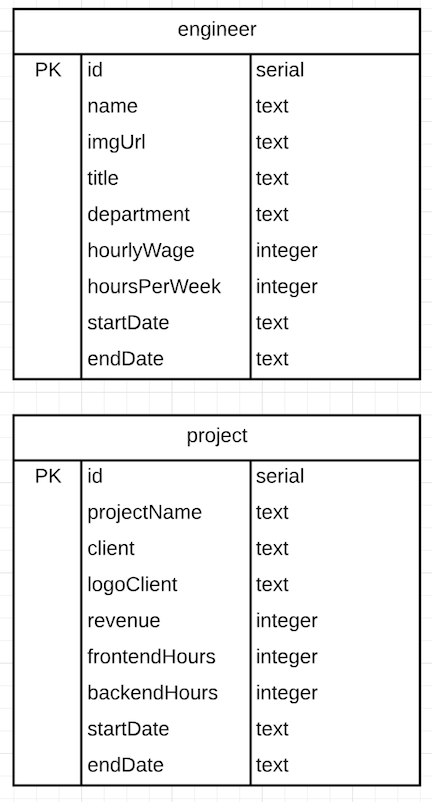 engineer
PK id serial
name text
imgUrl text
title text
department text
hourlyWage integer
hoursPerWeek integer
startDate text
endDate text
project
PK id serial
projectName text
client text
logoClient text
revenue integer
frontendHours integer
backendHours integer
startDate text
endDate text